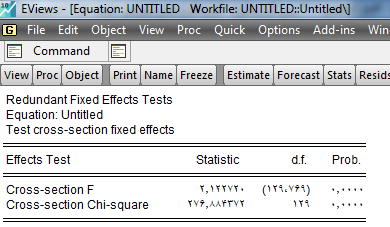 EViews - [Equation: UNTITLED   Workfile: UNTITLED::Untitled\]
File Edit Object View Proc Quick Options Add-ins Win
Command
View Proc Object Print Name Freeze Estimate Forecast Stats Resids
Redundant Fixed Effects Tests
Equation: Untitled
Test cross-section fixed effects
Effects Test Statistic d.f. Prob.
Cross-section F ۲,۱۲۲۷۲۰ (۱۲۹,۷۶۹) ۰,۰۰۰۰
Cross-section Chi-square ۲۷۶,۸۸۴۳۷۲ ۱۲۹ ۰,۰۰۰۰